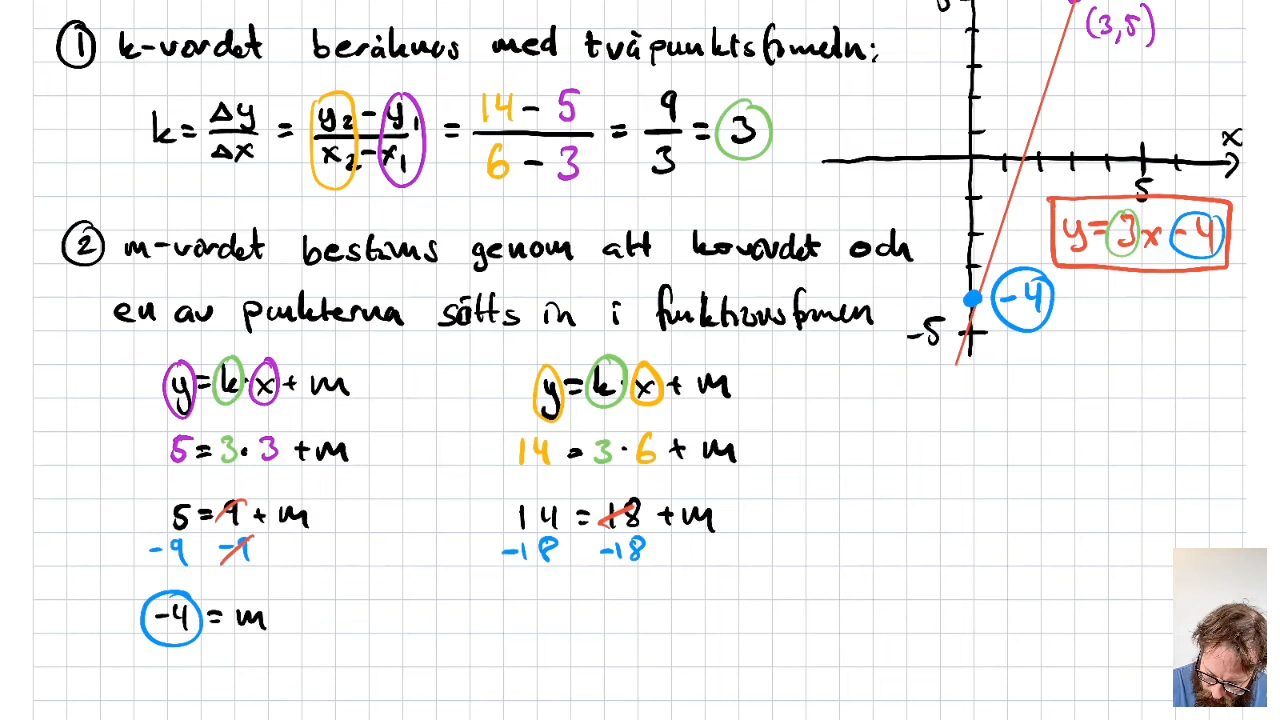 ① k-värdet beräknas med tvåpunktsformeln:
k = Δy/Δx = y₂ - y₁/x₂ - x₁ = 14 - 5/6 - 3 = 9/3 = 3
② m-värdet bestäms genom att k-värdet och
en av punkterna sätts in i funktionsformen
y = k · x + m
5 = 3 · 3 + m
5 = 9 + m
-9 -9
-4 = m
y = k · x + m
14 = 3 · 6 + m
14 = 18 + m
-18 -18
(3,5)
x
5
y = 3x - 4
-4
-5